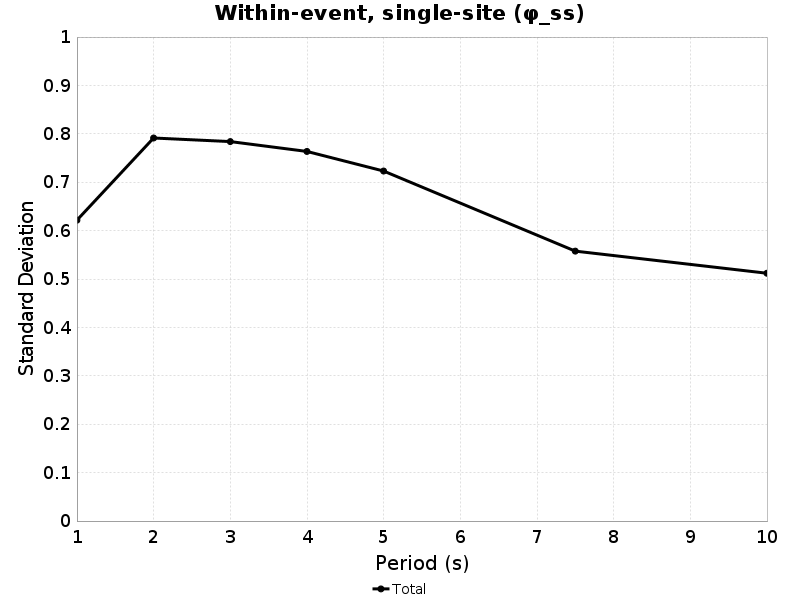 Within-event, single-site (φ_ss)
1
0.9
0.8
0.7
0.6
0.5
0.4
0.3
0.2
0.1
0
Standard Deviation
1 2 3 4 5 6 7 8 9 10
Period (s)
Total